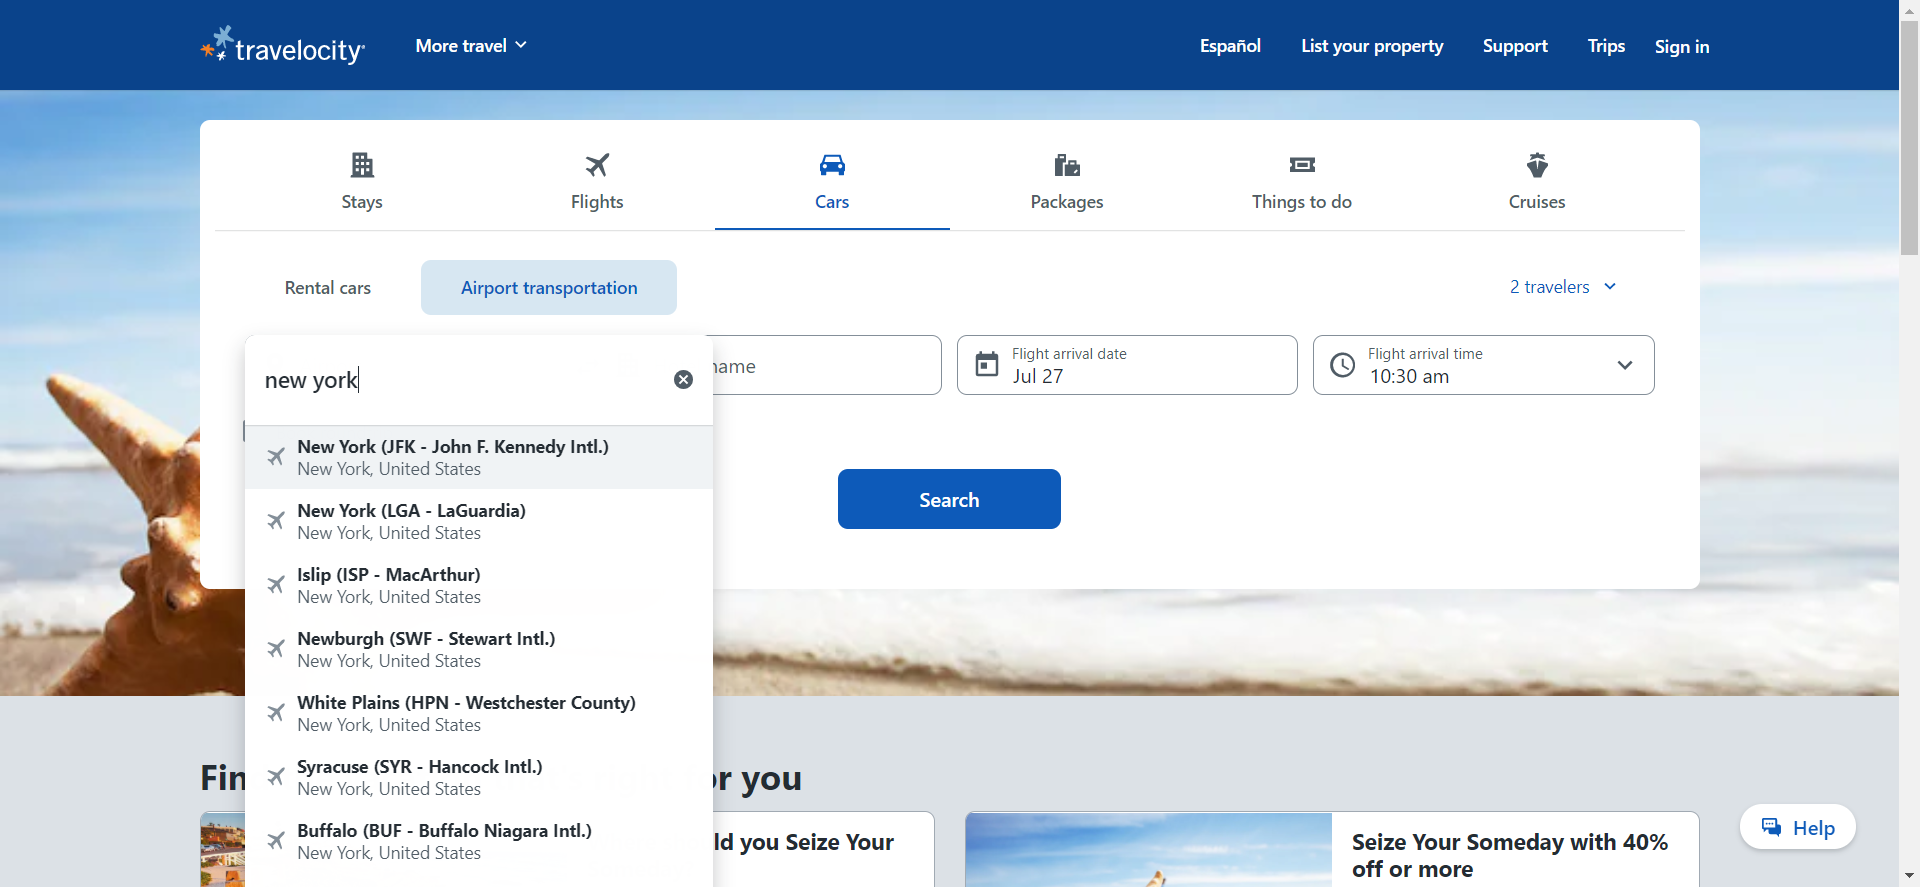 travelocity
More travel
Español
List your property
Support
Trips
Sign in
Stays
Flights
Cars
Packages
Things to do
Cruises
Rental cars
Airport transportation
2 travelers
new york
name
Flight arrival date
Jul 27
Flight arrival time
10:30 am
New York (JFK - John F. Kennedy Intl.)
New York, United States
New York (LGA - LaGuardia)
New York, United States
Search
Islip (ISP - MacArthur)
New York, United States
Newburgh (SWF - Stewart Intl.)
New York, United States
White Plains (HPN - Westchester County)
New York, United States
Syracuse (SYR - Hancock Intl.)
New York, United States
Buffalo (BUF - Buffalo Niagara Intl.)
New York, United States
for you
you Seize Your
Seize Your Someday with 40%
off or more
Help